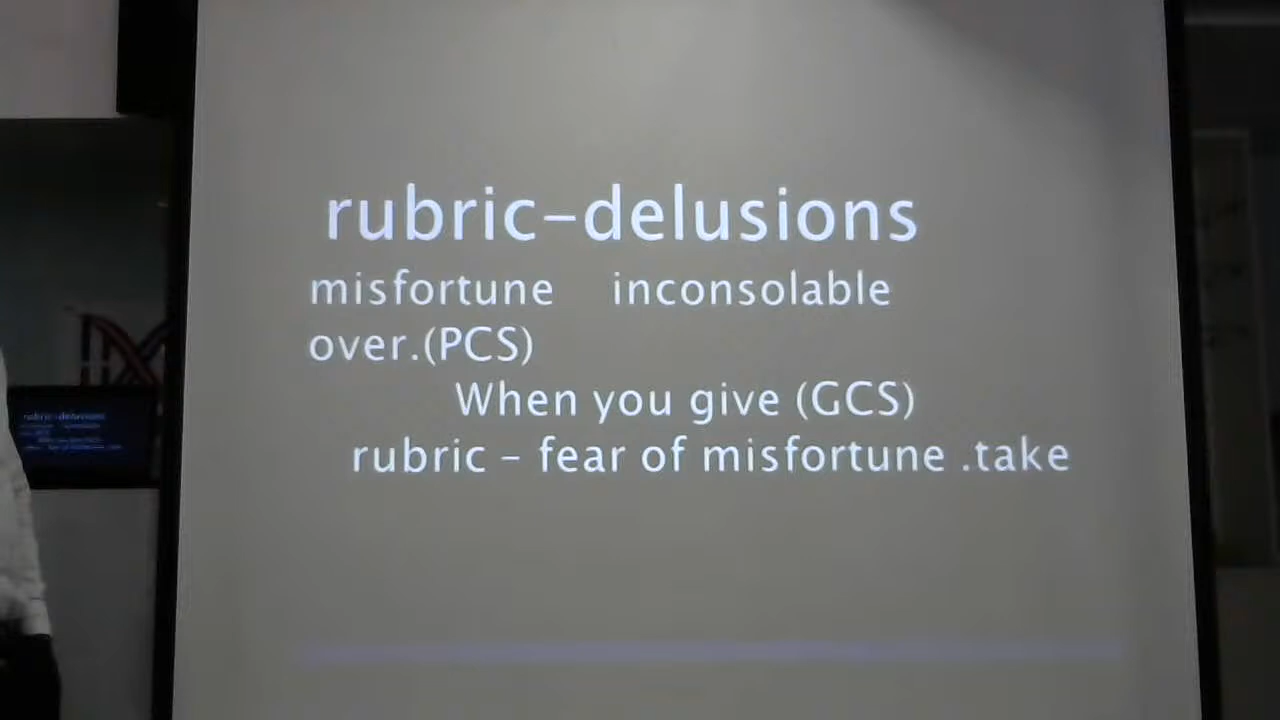 rubric-delusions
misfortune inconsolable
over.(PCS)
When you give (GCS)
rubric - fear of misfortune .take